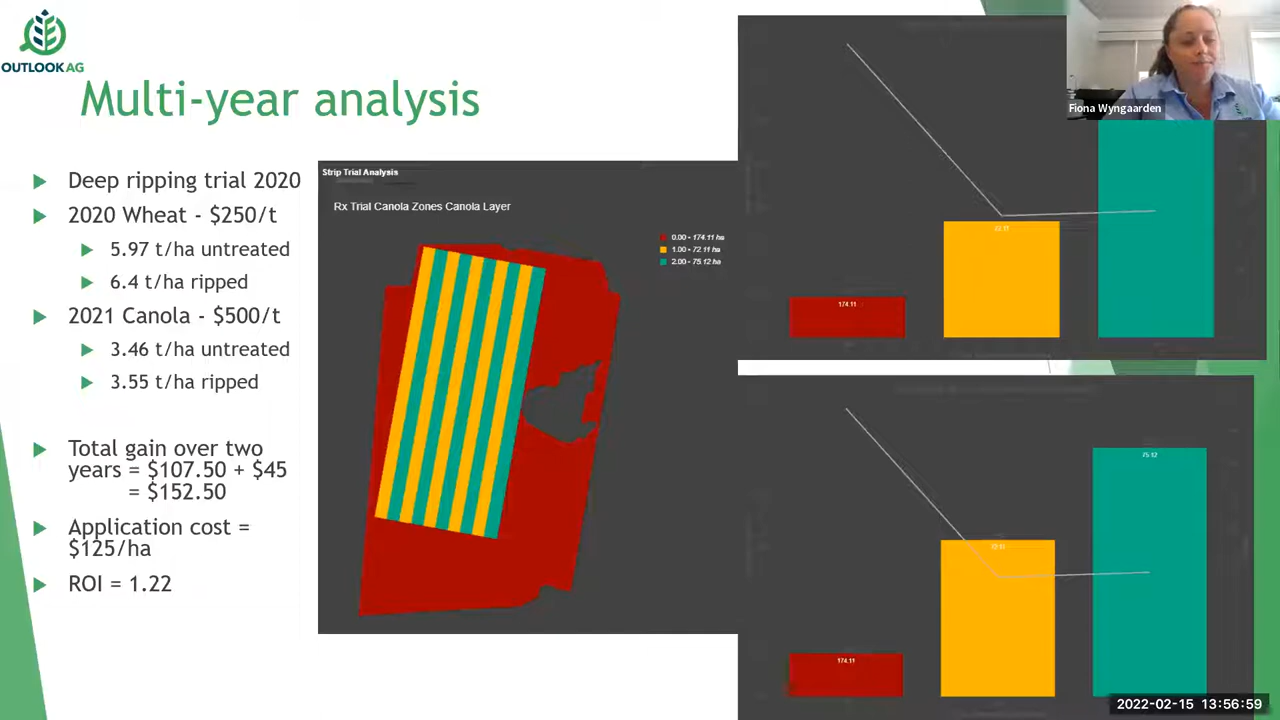 OUTLOOK AG
Multi-year analysis
Deep ripping trial 2020
2020 Wheat - $250/t
5.97 t/ha untreated
6.4 t/ha ripped
2021 Canola - $500/t
3.46 t/ha untreated
3.55 t/ha ripped
Total gain over two
years = $107.50 + $45
= $152.50
Application cost =
$125/ha
ROI = 1.22
Strip Trial Analysis
Rx Trial Canola Zones Canola Layer
0.00 - 174.11 ha
1.00 - 72.11 ha
2.00 - 75.12 ha
Fiona Wyngaarden
174.11
174.11
75.12
2022-02-15 13:56:59